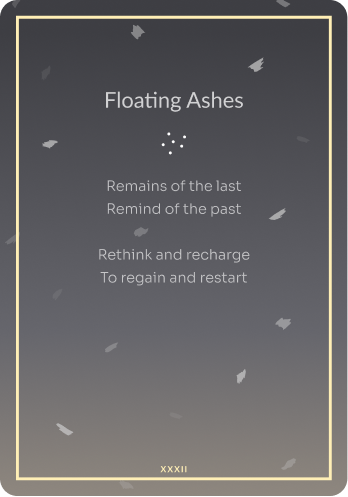 Floating Ashes
Remains of the last
Remind of the past
Rethink and recharge
To regain and restart
XXXII